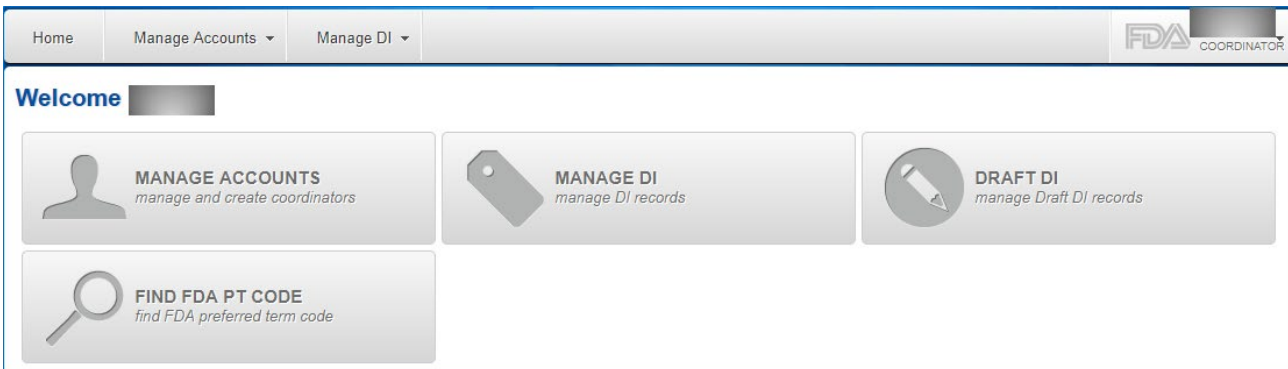 Home Manage Accounts Manage DI FDA
COORDINATOR
Welcome
MANAGE ACCOUNTS
manage and create coordinators
MANAGE DI
manage DI records
DRAFT DI
manage Draft DI records
FIND FDA PT CODE
find FDA preferred term code